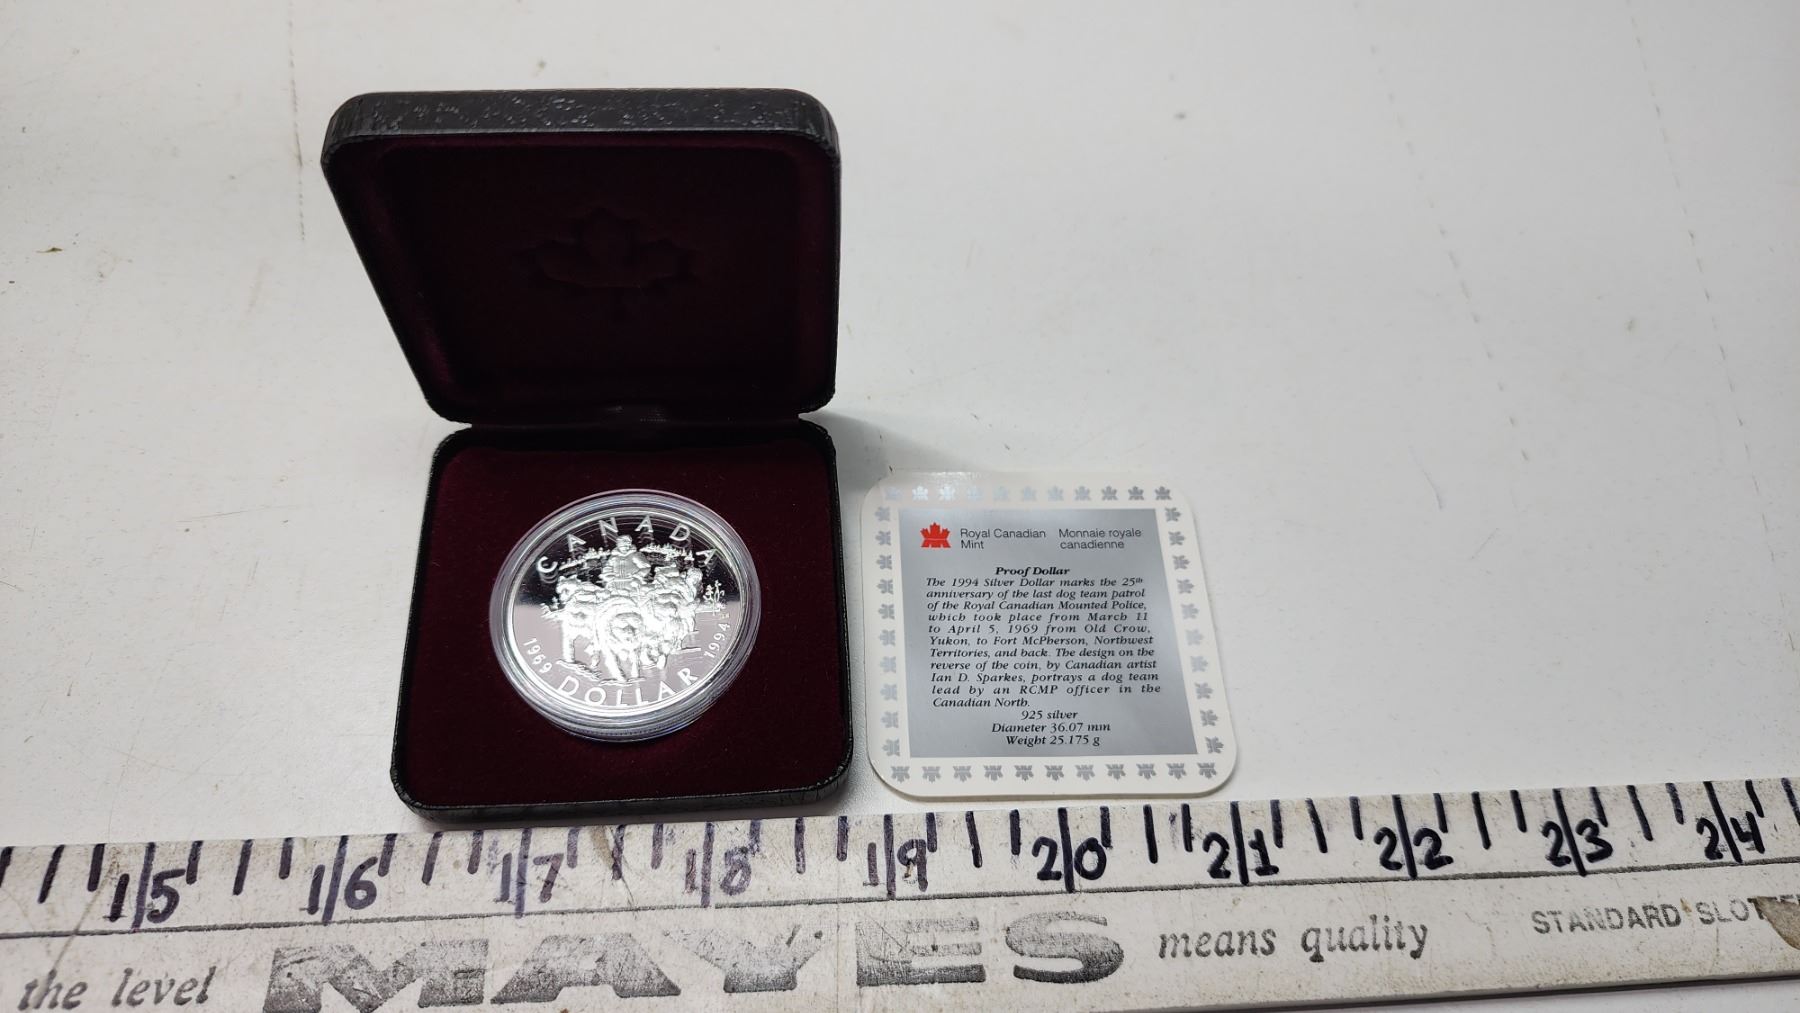 CANADA
1969 DOLLAR 1994
Royal Canadian Mint
Monnaie royale canadienne
Proof Dollar
The 1994 Silver Dollar marks the 25th
anniversary of the last dog team patrol
of the Royal Canadian Mounted Police,
which took place from March 11
to April 5, 1969 from Old Crow,
Yukon, to Fort McPherson, Northwest
Territories, and back. The design on the
reverse of the coin, by Canadian artist
Ian D. Sparkes, portrays a dog team
lead by an RCMP officer in the
Canadian North.
925 silver
Diameter 36.07 mm
Weight 25.175 g
15 16 17 18 19 20 21 22 23 24
the level MAYES means quality STANDARD